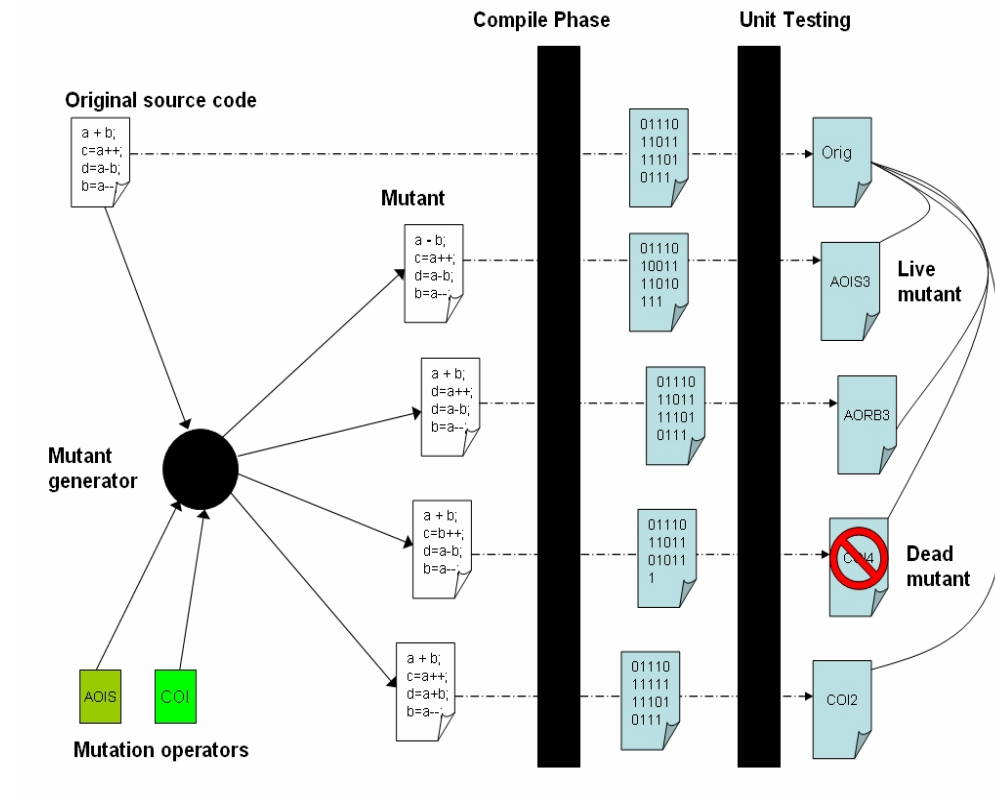 Compile Phase
Unit Testing
Original source code
a + b;
c=a++;
d=a-b;
b=a--;
01110
11011
11101
0111
Orig
Mutant
a - b;
c=a++;
d=a-b;
b=a--;
01110
10011
11010
111
AOIS3
Live
mutant
a + b;
d=a++;
d=a-b;
b=a--;
01110
11011
11101
0111
AORB3
Mutant
generator
a + b;
c=b++;
d=a-b;
b=a--;
01110
11011
01011
1
COI4
Dead
mutant
a + b;
c=a++;
d=a+b;
b=a--;
01110
11111
11101
0111
COI2
AOIS
COI
Mutation operators